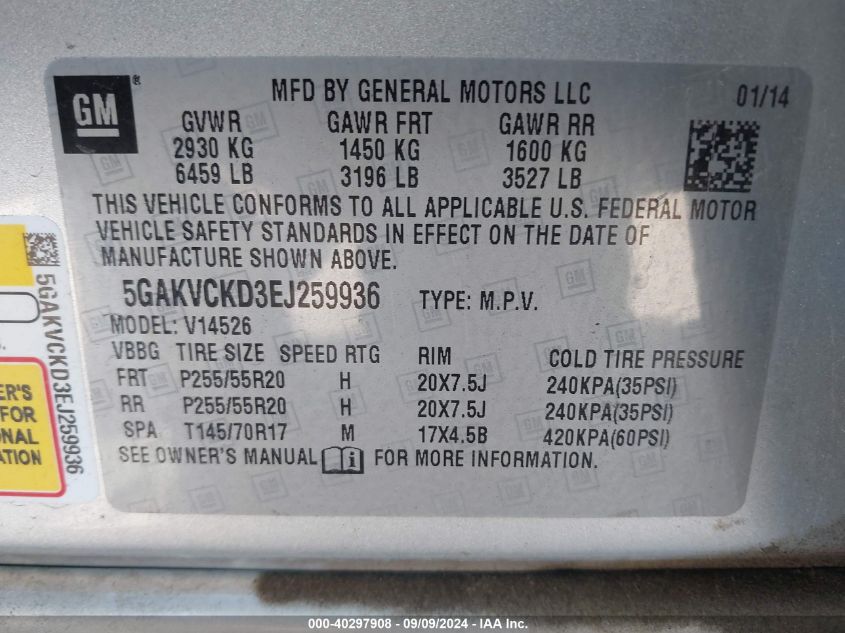 GM
®
MFD BY GENERAL MOTORS LLC 01/14
GVWR GAWR FRT GAWR RR
2930 KG 1450 KG 1600 KG
6459 LB 3196 LB 3527 LB
THIS VEHICLE CONFORMS TO ALL APPLICABLE U.S. FEDERAL MOTOR
VEHICLE SAFETY STANDARDS IN EFFECT ON THE DATE OF
MANUFACTURE SHOWN ABOVE.
5GAKVCKD3EJ259936 TYPE: M.P.V.
MODEL: V14526
VBBG TIRE SIZE SPEED RTG RIM COLD TIRE PRESSURE
FRT P255/55R20 H 20X7.5J 240KPA(35PSI)
RR P255/55R20 H 20X7.5J 240KPA(35PSI)
SPA T145/70R17 M 17X4.5B 420KPA(60PSI)
SEE OWNER'S MANUAL i FOR MORE INFORMATION.
5GAKVCKD3EJ259936
ER'S
FOR
ONAL
ATION
000-40297908 - 09/09/2024 - IAA Inc.